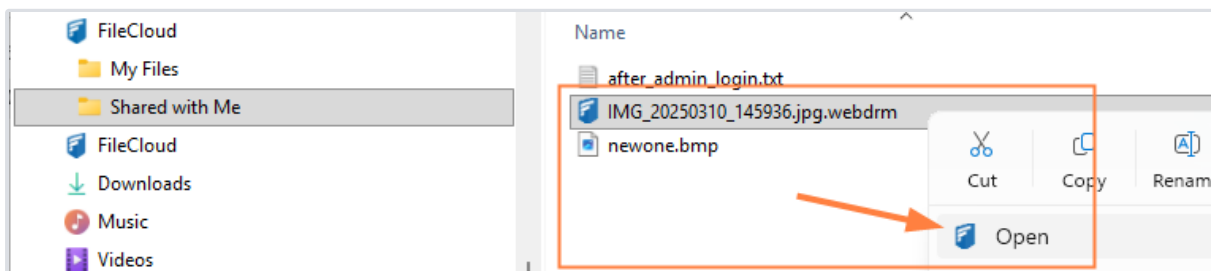 FileCloud
My Files
Shared with Me
FileCloud
Downloads
Music
Videos
Name
after_admin_login.txt
IMG_20250310_145936.jpg.webdrm
newone.bmp
Cut
Copy
Renam
Open